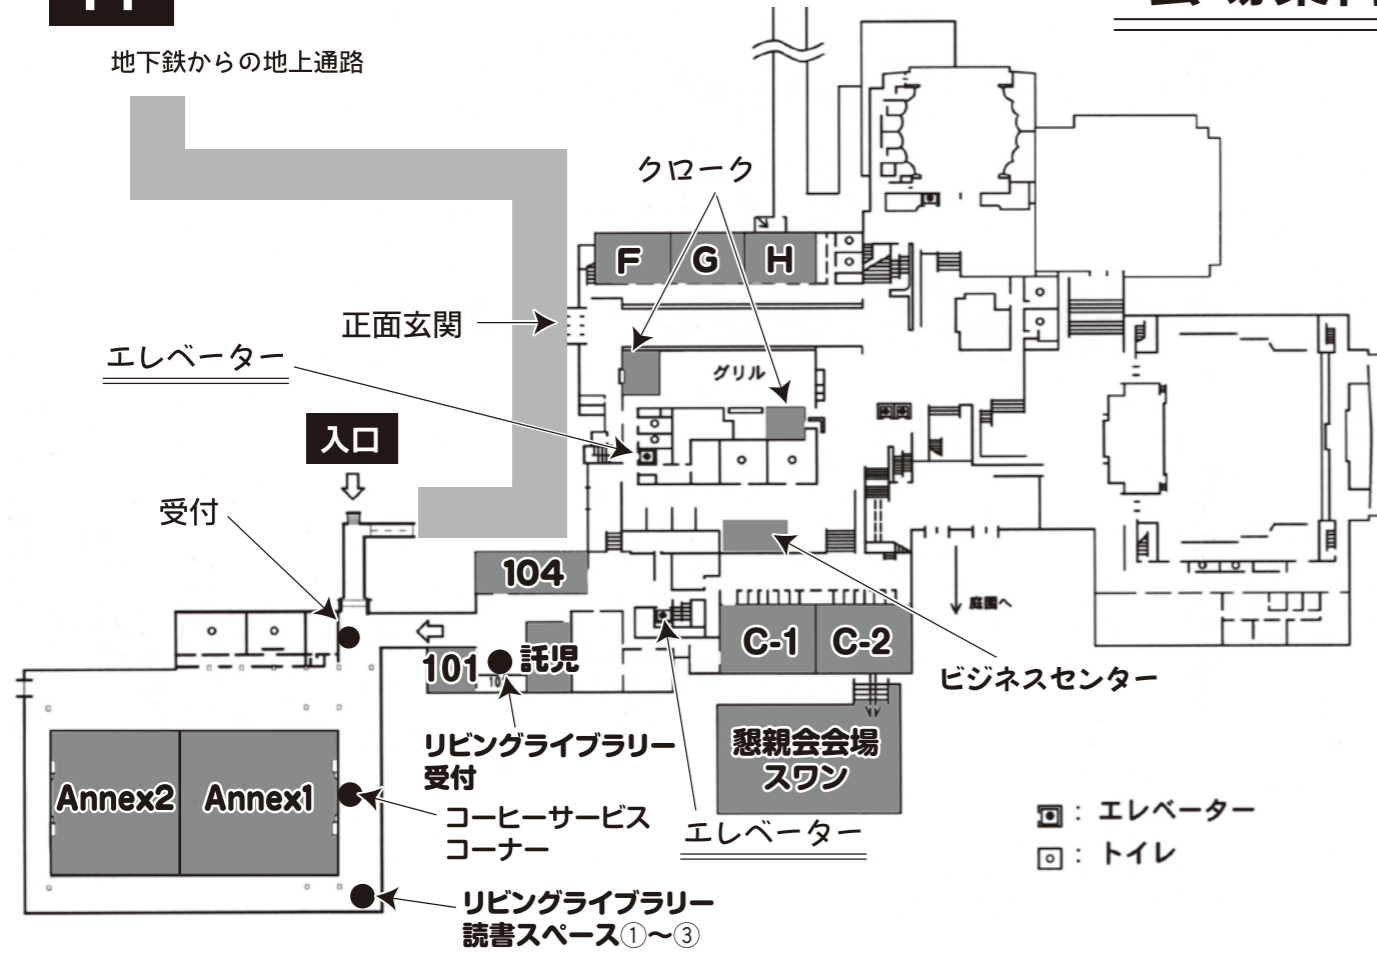 地下鉄からの地上通路
クローク
F
G
H
正面玄関
エレベーター
グリル
入口
受付
104
庭園へ
C-1
C-2
101
託児
ビジネスセンター
リビングライブラリー
受付
懇親会会場
スワン
Annex2
Annex1
コーヒーサービス
コーナー
エレベーター
：エレベーター
：トイレ
リビングライブラリー
読書スペース①〜③